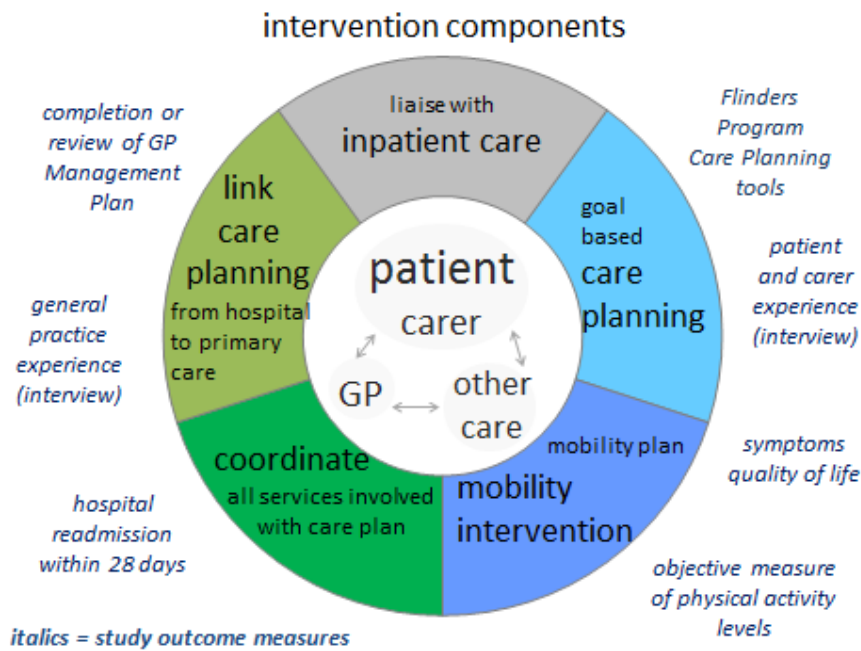 intervention components
completion or
review of GP
Management
Plan
liaise with
inpatient care
Flinders
Program
Care Planning
tools
link
care
planning
from hospital
to primary
care
goal
based
care
planning
patient
carer
GP
other
care
general
practice
experience
(interview)
patient
and carer
experience
(interview)
coordinate
all services involved
with care plan
mobility plan
mobility
intervention
symptoms
quality of life
hospital
readmission
within 28 days
objective measure
of physical activity
levels
italics = study outcome measures